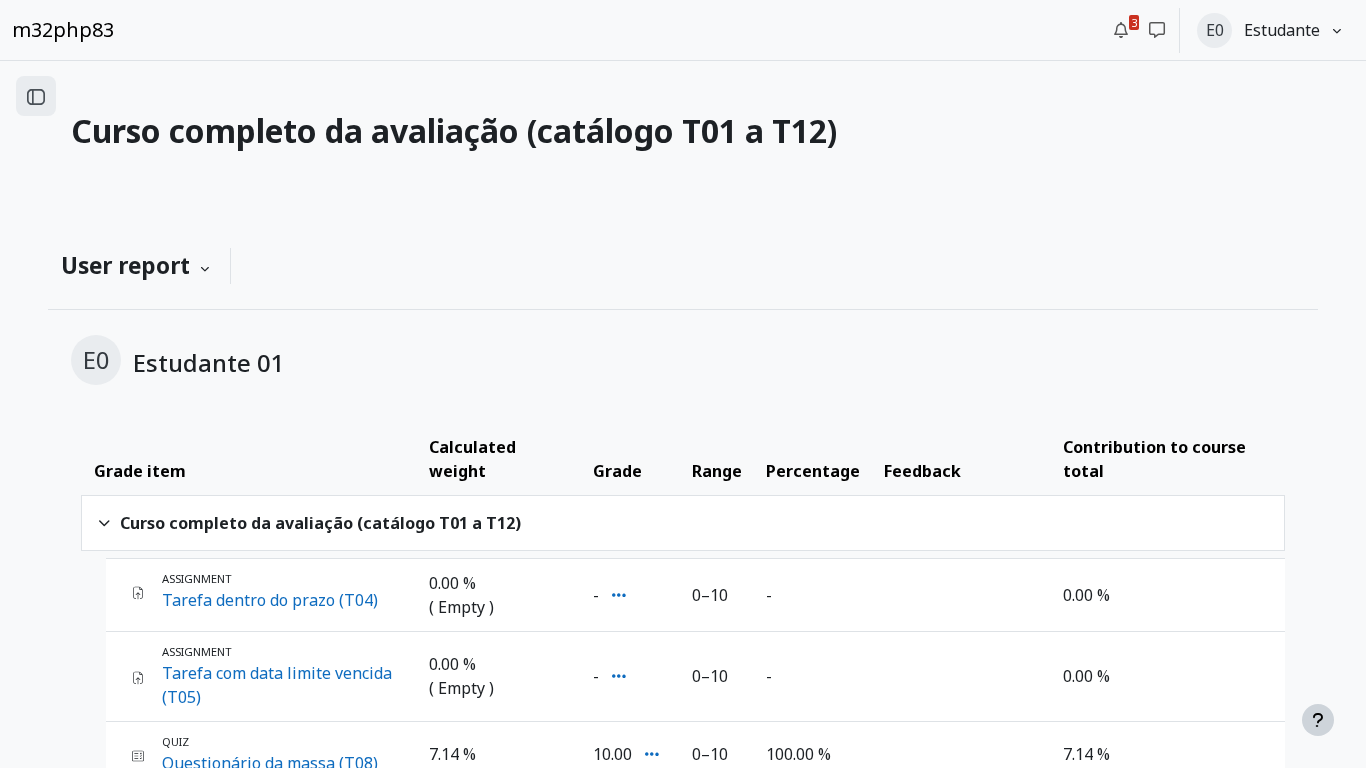 m32php83
3
E0 Estudante
Curso completo da avaliação (catálogo T01 a T12)
User report
E0 Estudante 01
Grade item Calculated weight Grade Range Percentage Feedback Contribution to course total
Curso completo da avaliação (catálogo T01 a T12)
ASSIGNMENT
Tarefa dentro do prazo (T04)
0.00 %
( Empty )
- 0–10 - 0.00 %
ASSIGNMENT
Tarefa com data limite vencida
(T05)
0.00 %
( Empty )
- 0–10 - 0.00 %
QUIZ
Questionário da massa (T08)
7.14 % 10.00 0–10 100.00 % 7.14 %
?